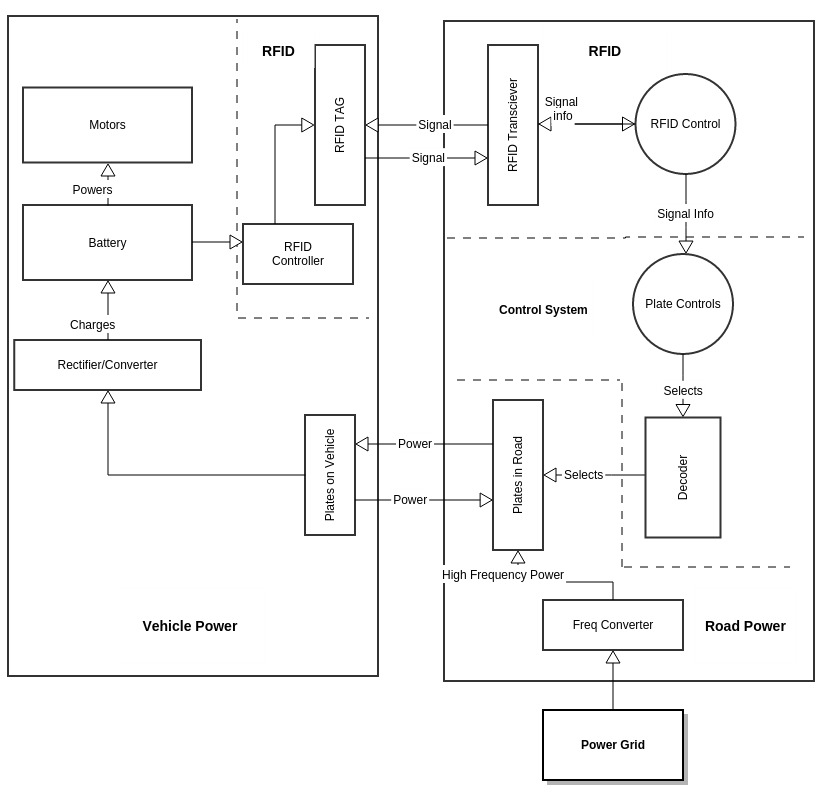 RFID
RFID TAG
Motors
Powers
Battery
RFID
Controller
Charges
Rectifier/Converter
Plates on Vehicle
Vehicle Power
Signal
Signal
Power
Power
RFID
RFID Transciever
Signal
info
RFID Control
Signal Info
Control System
Plate Controls
Selects
Plates in Road
Selects
Decoder
High Frequency Power
Freq Converter
Road Power
Power Grid